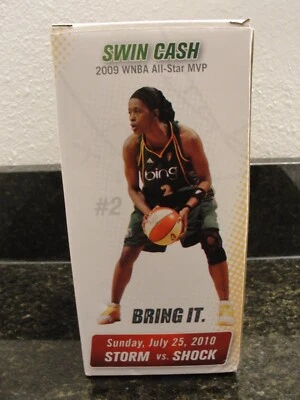 SWIN CASH
2009 WNBA All-Star MVP
bing
2
#2
BRING IT.
Sunday, July 25, 2010
STORM vs. SHOCK